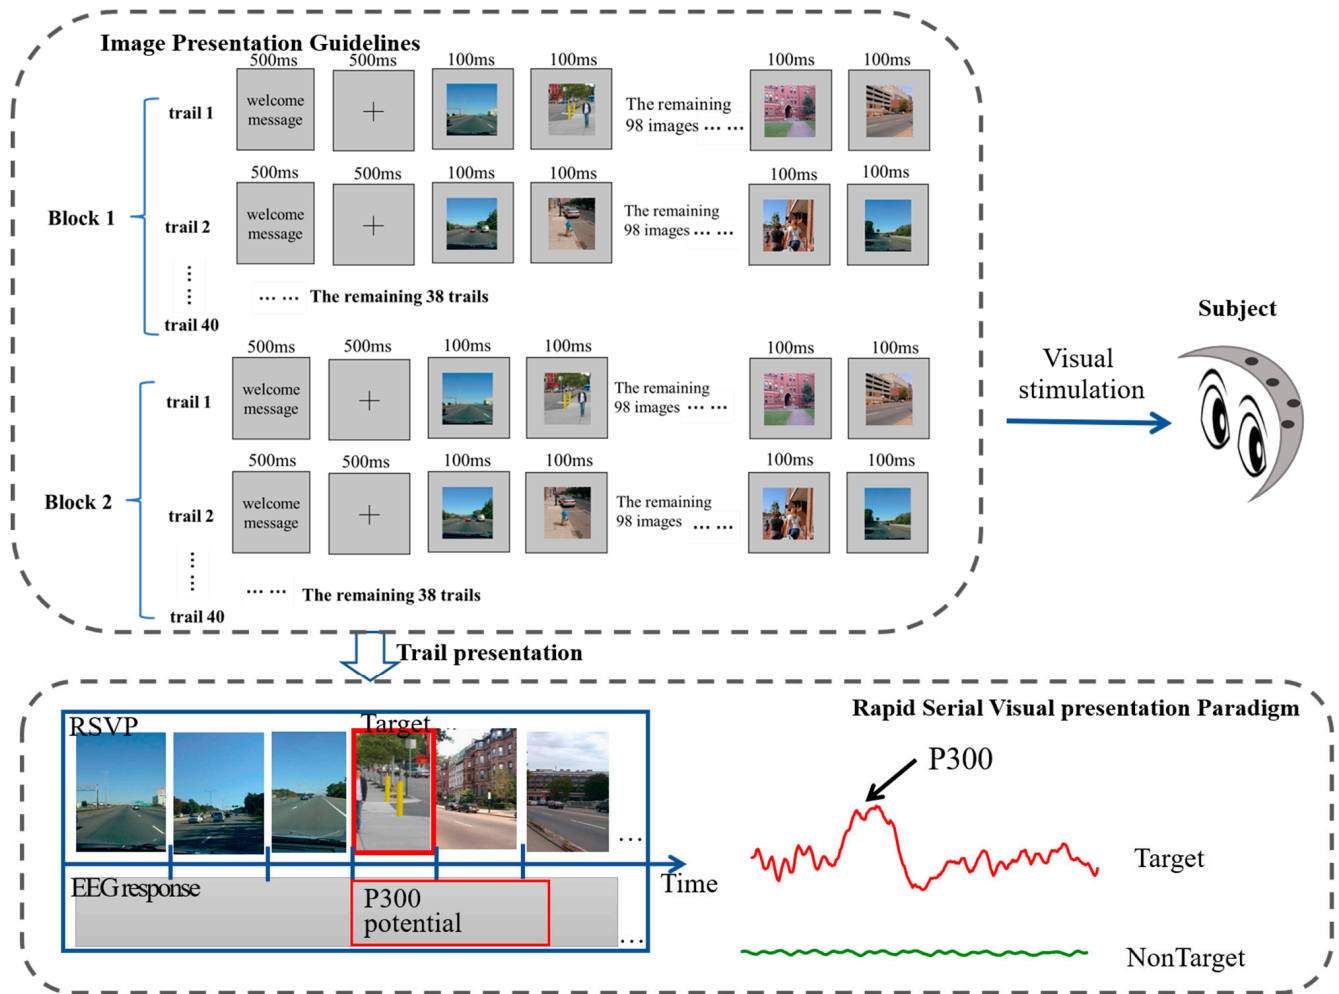 Image Presentation Guidelines
500ms 500ms 100ms 100ms 100ms 100ms
trail 1
welcome
message
The remaining
98 images ... ...
500ms 500ms 100ms 100ms 100ms 100ms
Block 1
trail 2
welcome
message
The remaining
98 images ... ...
... ... The remaining 38 trails
trail 40
500ms 500ms 100ms 100ms 100ms 100ms
trail 1
welcome
message
The remaining
98 images ... ...
500ms 500ms 100ms 100ms 100ms 100ms
Block 2
trail 2
welcome
message
The remaining
98 images ... ...
... ... The remaining 38 trails
trail 40
Visual
stimulation
Subject
Trail presentation
RSVP
Target
...
EEG response
P300
potential
...
Time
Rapid Serial Visual presentation Paradigm
P300
Target
NonTarget